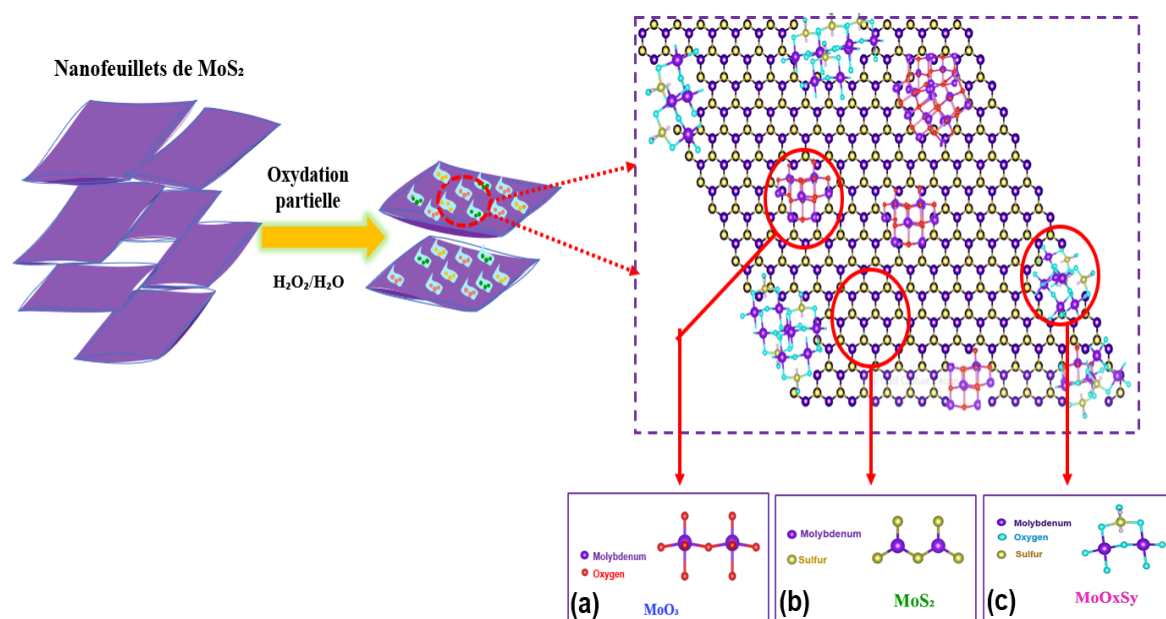 Nanofeuillets de MoS₂
Oxydation
partielle
H₂O₂/H₂O
Molybdenum
Oxygen
(a)
MoO₃
Molybdenum
Sulfur
(b)
MoS₂
Molybdenum
Oxygen
Sulfur
(c)
MoOxSy